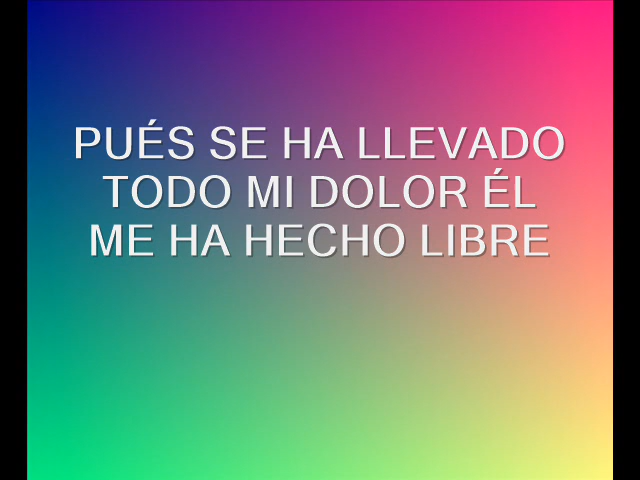 PUÉS SE HA LLEVADO
TODO MI DOLOR ÉL
ME HA HECHO LIBRE